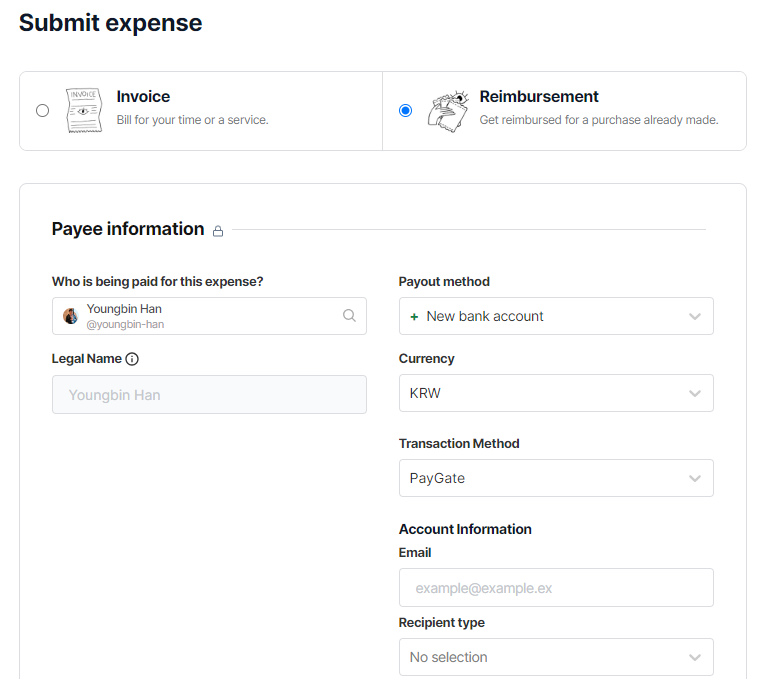 Submit expense
INVOICE
Invoice
Bill for your time or a service.
Reimbursement
Get reimbursed for a purchase already made.
Payee information
Who is being paid for this expense?
Youngbin Han
@youngbin-han
Legal Name
Youngbin Han
Payout method
+ New bank account
Currency
KRW
Transaction Method
PayGate
Account Information
Email
example@example.ex
Recipient type
No selection